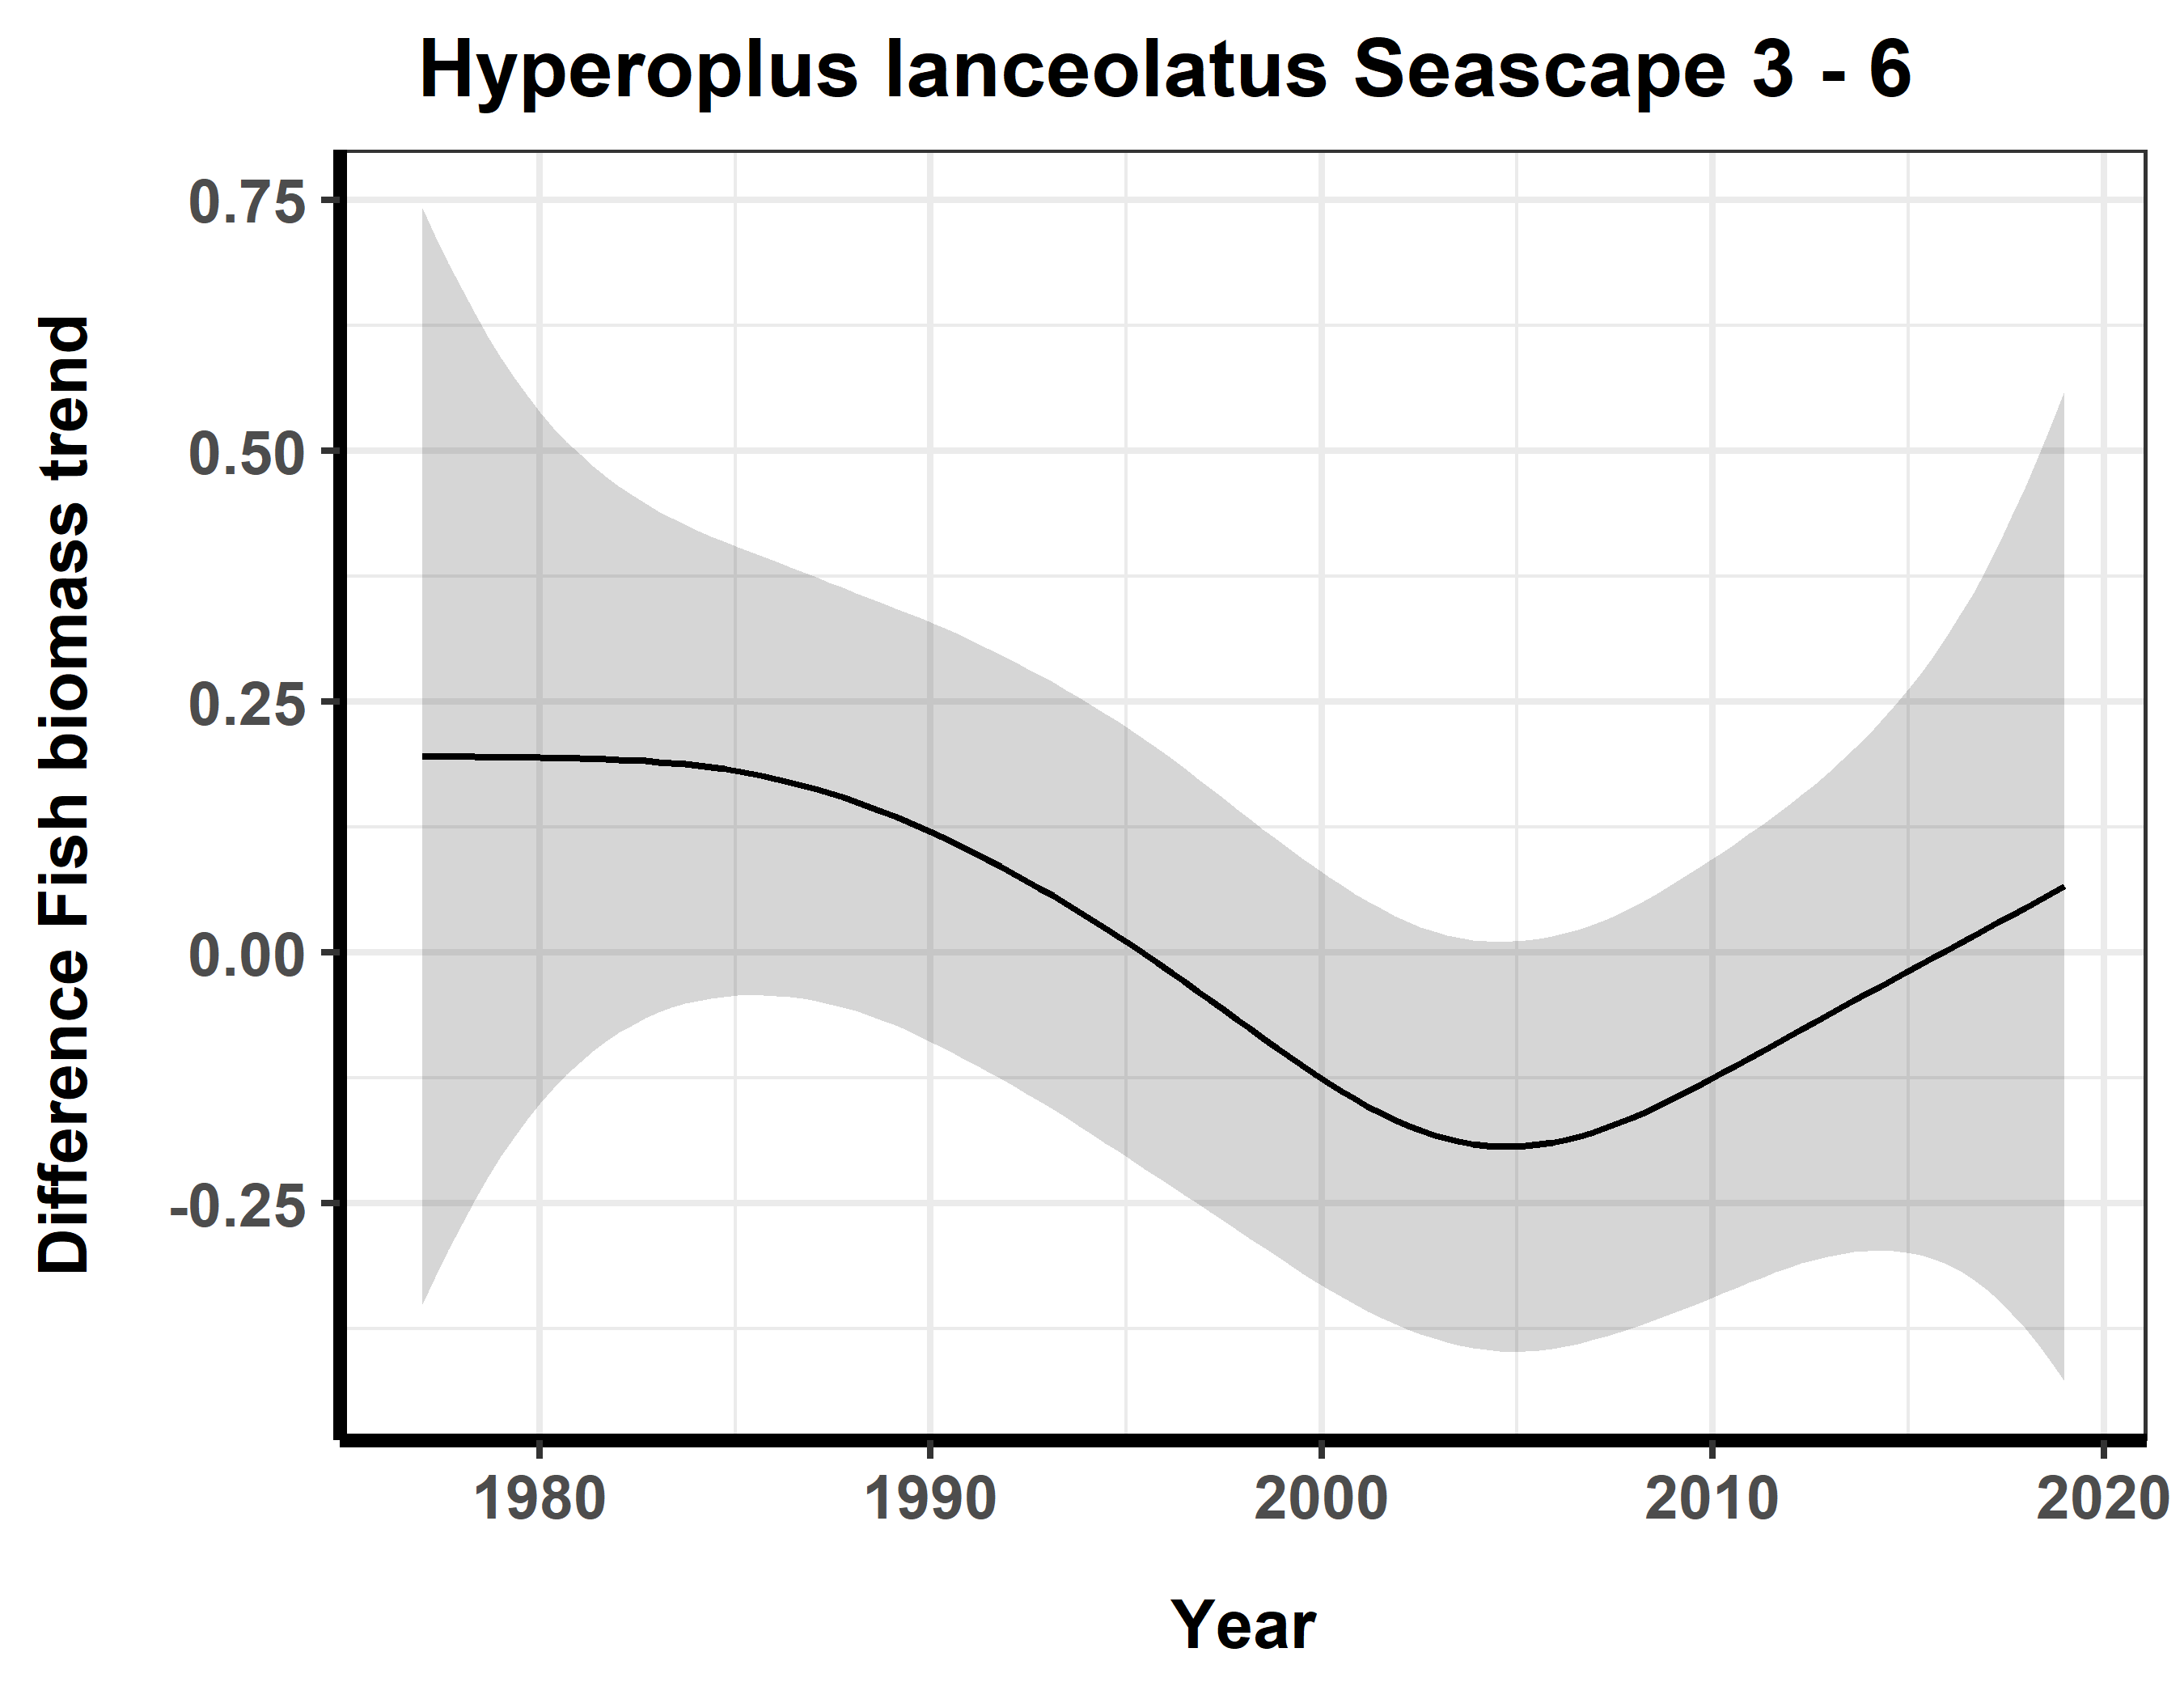 Hyperoplus lanceolatus Seascape 3 - 6
Difference Fish biomass trend
0.75
0.50
0.25
0.00
-0.25
1980 1990 2000 2010 2020
Year